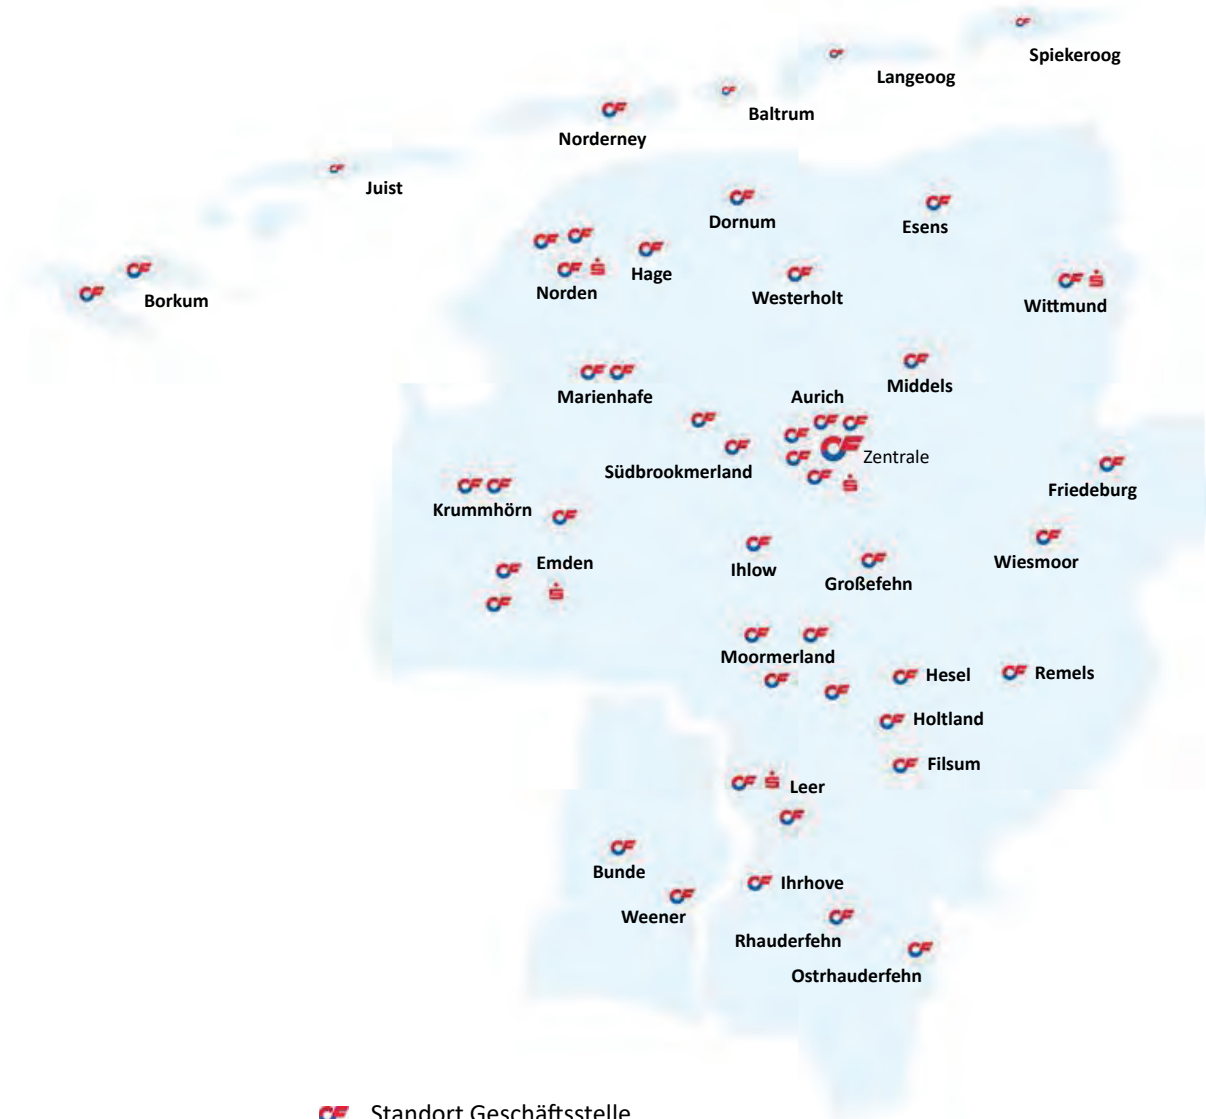 Spiekeroog
Langeoog
Baltrum
Norderney
Juist
Dornum
Esens
Hage
Norden
Westerholt
Borkum
Wittmund
Middels
Marienhafe
Aurich
Zentrale
Südbrookmerland
Friedeburg
Krummhörn
Emden
Ihlow
Wiesmoor
Großefehn
Moormerland
Hesel
Remels
Holtland
Filsum
Leer
Bunde
Ihrhove
Weener
Rhauderfehn
Ostrhauderfehn
Standort Geschäftsstelle